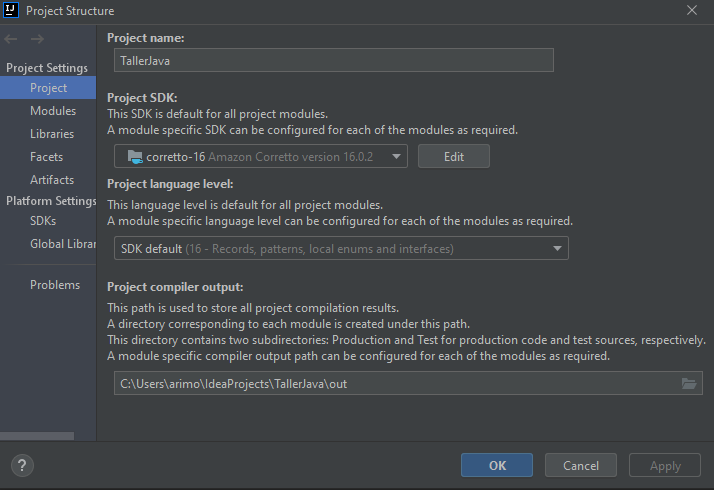 IJ
Project Structure
Project Settings
Project
Modules
Libraries
Facets
Artifacts
Platform Settings
SDKs
Global Librar
Problems
Project name:
TallerJava
Project SDK:
This SDK is default for all project modules.
A module specific SDK can be configured for each of the modules as required.
corretto-16 Amazon Corretto version 16.0.2
Edit
Project language level:
This language level is default for all project modules.
A module specific language level can be configured for each of the modules as required.
SDK default (16 - Records, patterns, local enums and interfaces)
Project compiler output:
This path is used to store all project compilation results.
A directory corresponding to each module is created under this path.
This directory contains two subdirectories: Production and Test for production code and test sources, respectively.
A module specific compiler output path can be configured for each of the modules as required.
C:\Users\arimo\IdeaProjects\TallerJava\out
?
OK
Cancel
Apply